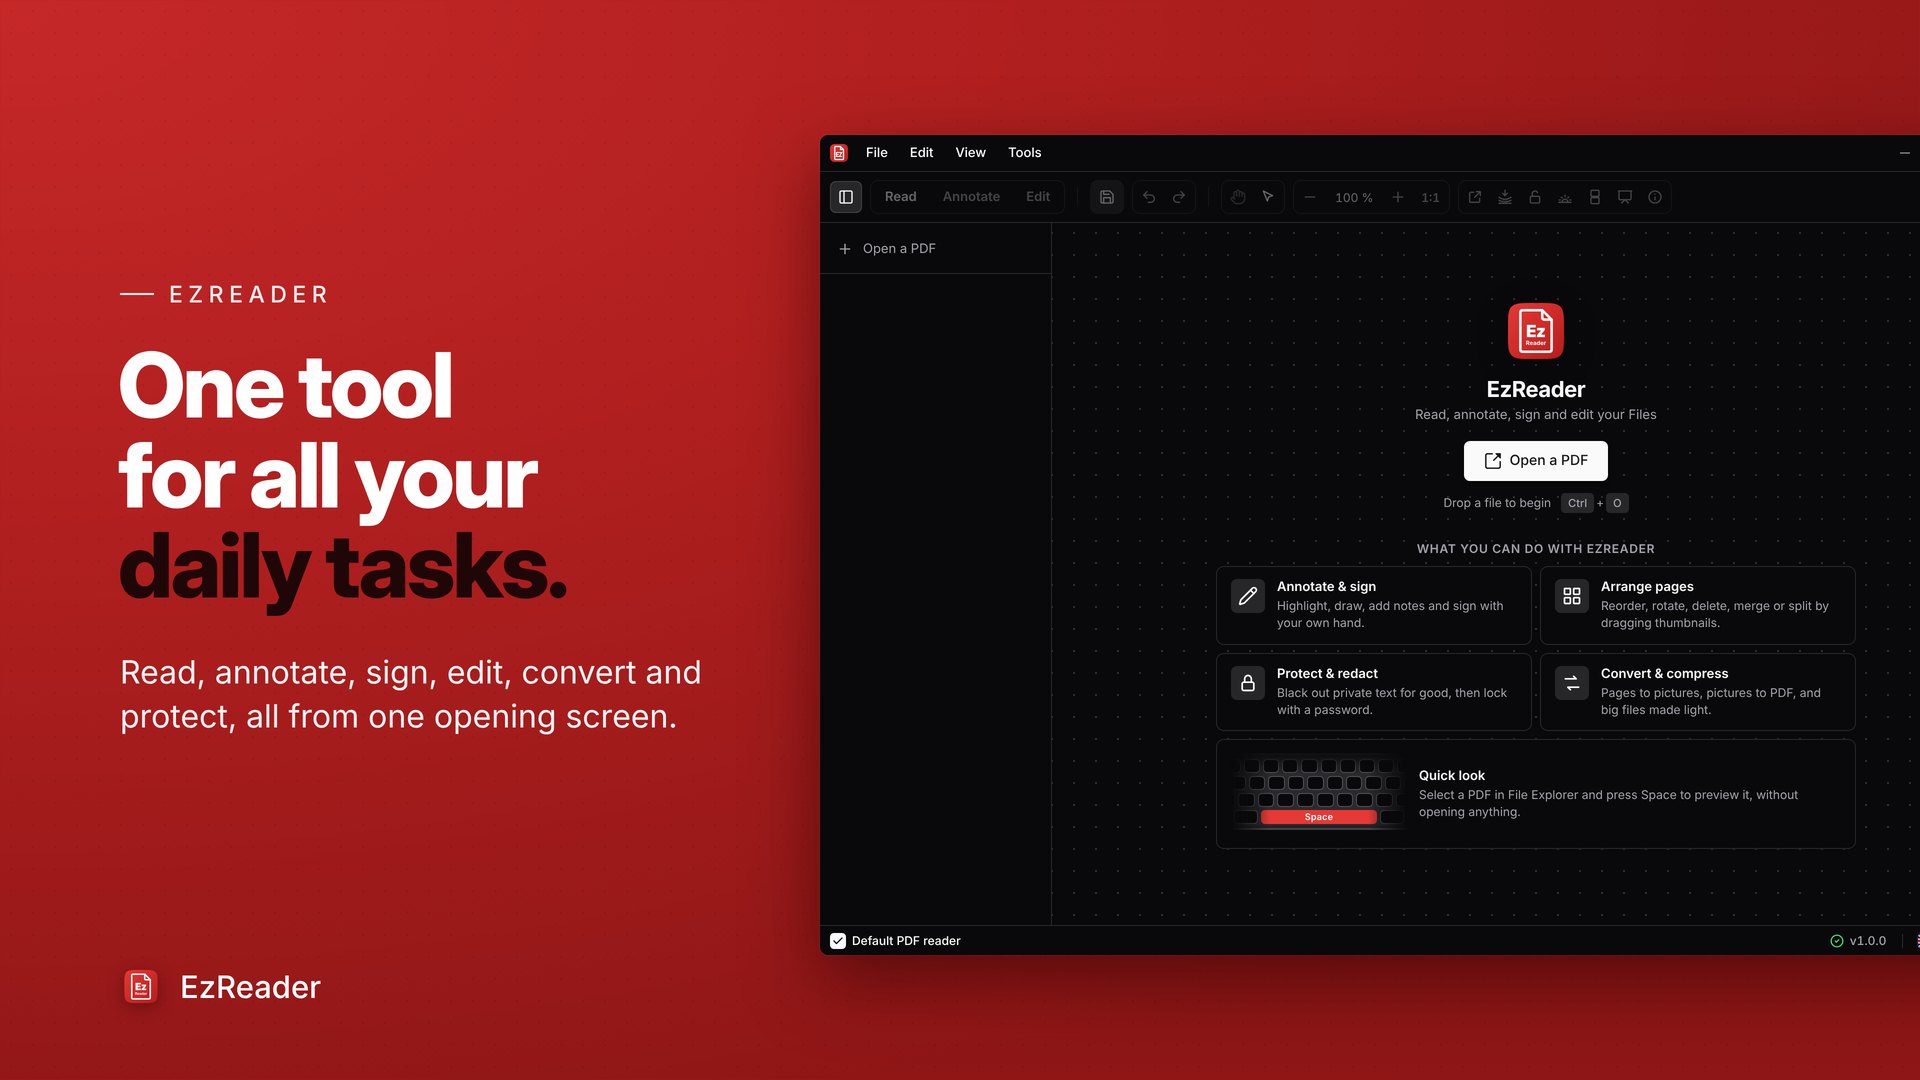 EZREADER
One tool
for all your
daily tasks.
Read, annotate, sign, edit, convert and
protect, all from one opening screen.
Ez
Reader
EzReader
Ez
File Edit View Tools
Read Annotate Edit 100 % 1:1
Open a PDF
Ez
Reader
EzReader
Read, annotate, sign and edit your Files
Open a PDF
Drop a file to begin Ctrl + O
WHAT YOU CAN DO WITH EZREADER
Annotate & sign
Highlight, draw, add notes and sign with
your own hand.
Arrange pages
Reorder, rotate, delete, merge or split by
dragging thumbnails.
Protect & redact
Black out private text for good, then lock
with a password.
Convert & compress
Pages to pictures, pictures to PDF, and
big files made light.
Space
Quick look
Select a PDF in File Explorer and press Space to preview it, without
opening anything.
Default PDF reader
v1.0.0